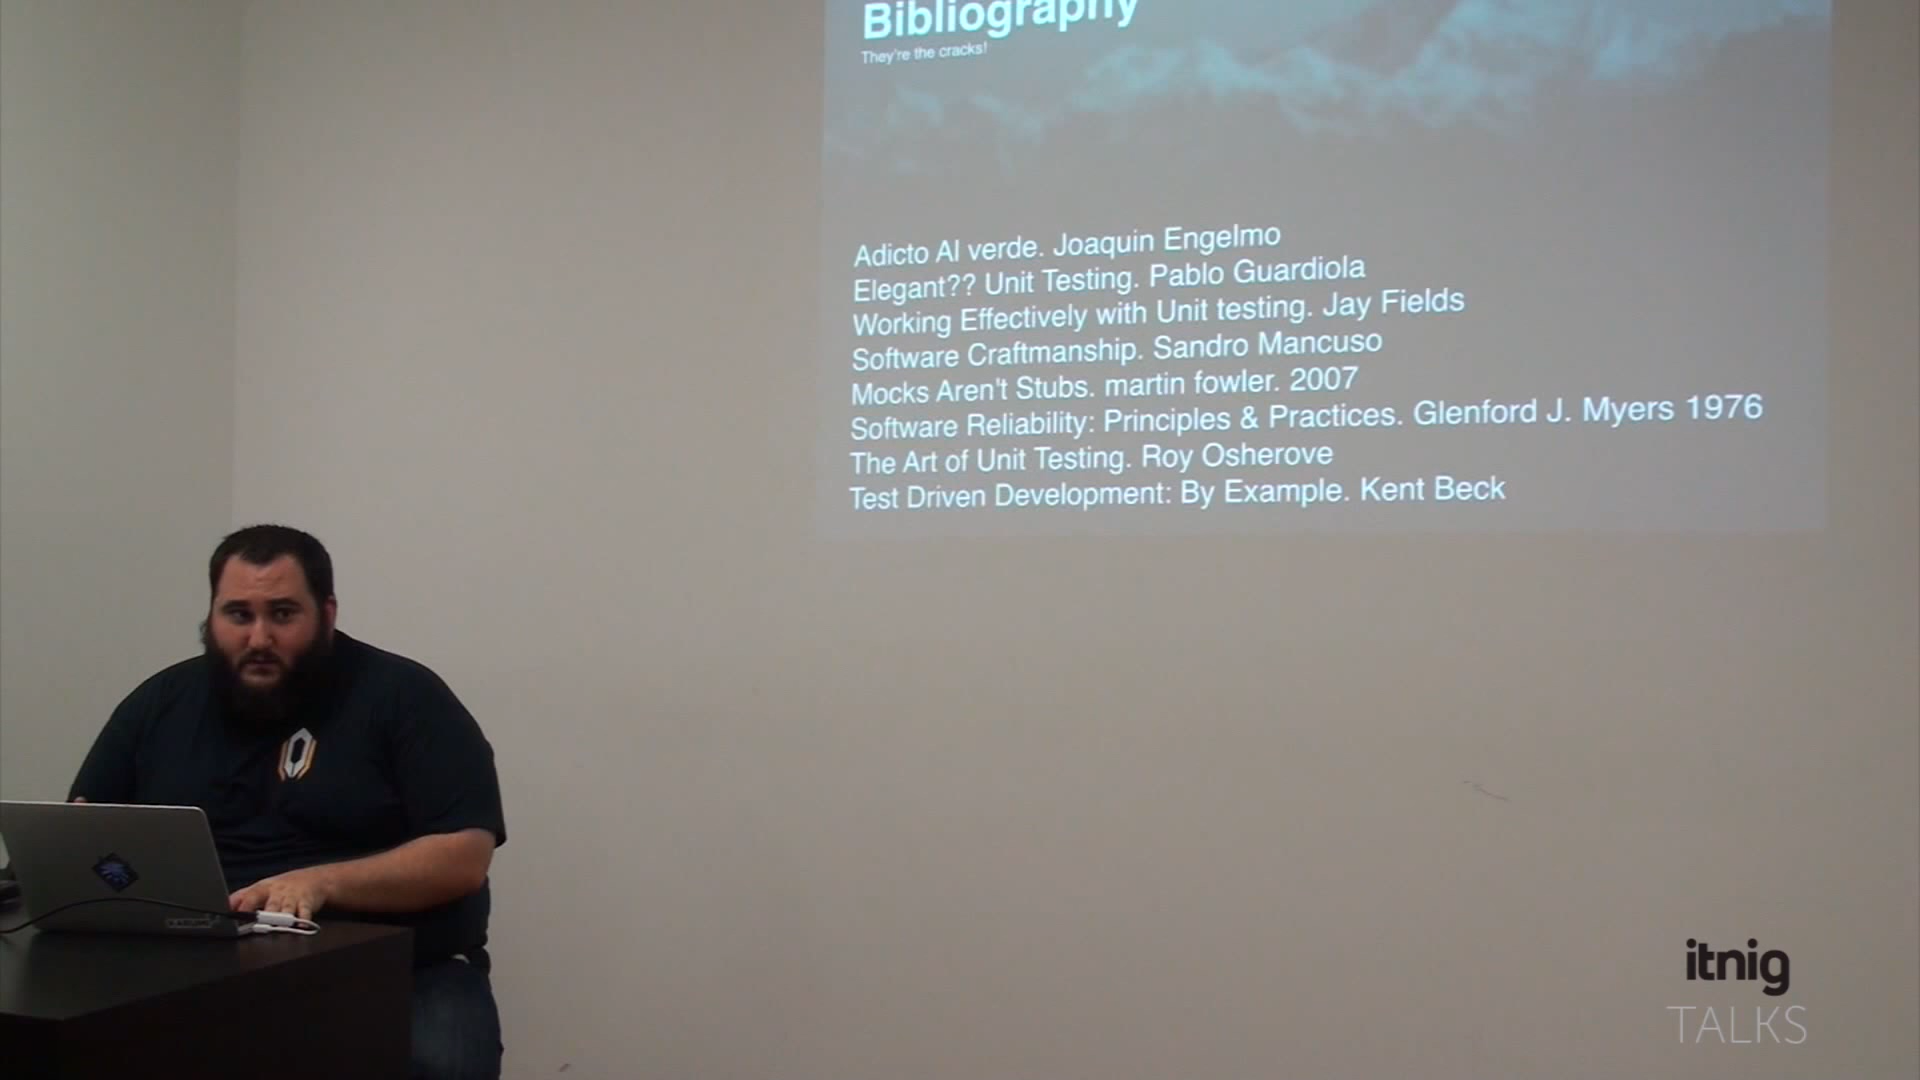 Bibliography
They're the cracks!
Adicto Al verde. Joaquin Engelmo
Elegant?? Unit Testing. Pablo Guardiola
Working Effectively with Unit testing. Jay Fields
Software Craftmanship. Sandro Mancuso
Mocks Aren't Stubs. martin fowler. 2007
Software Reliability: Principles & Practices. Glenford J. Myers 1976
The Art of Unit Testing. Roy Osherove
Test Driven Development: By Example. Kent Beck
itnig
TALKS